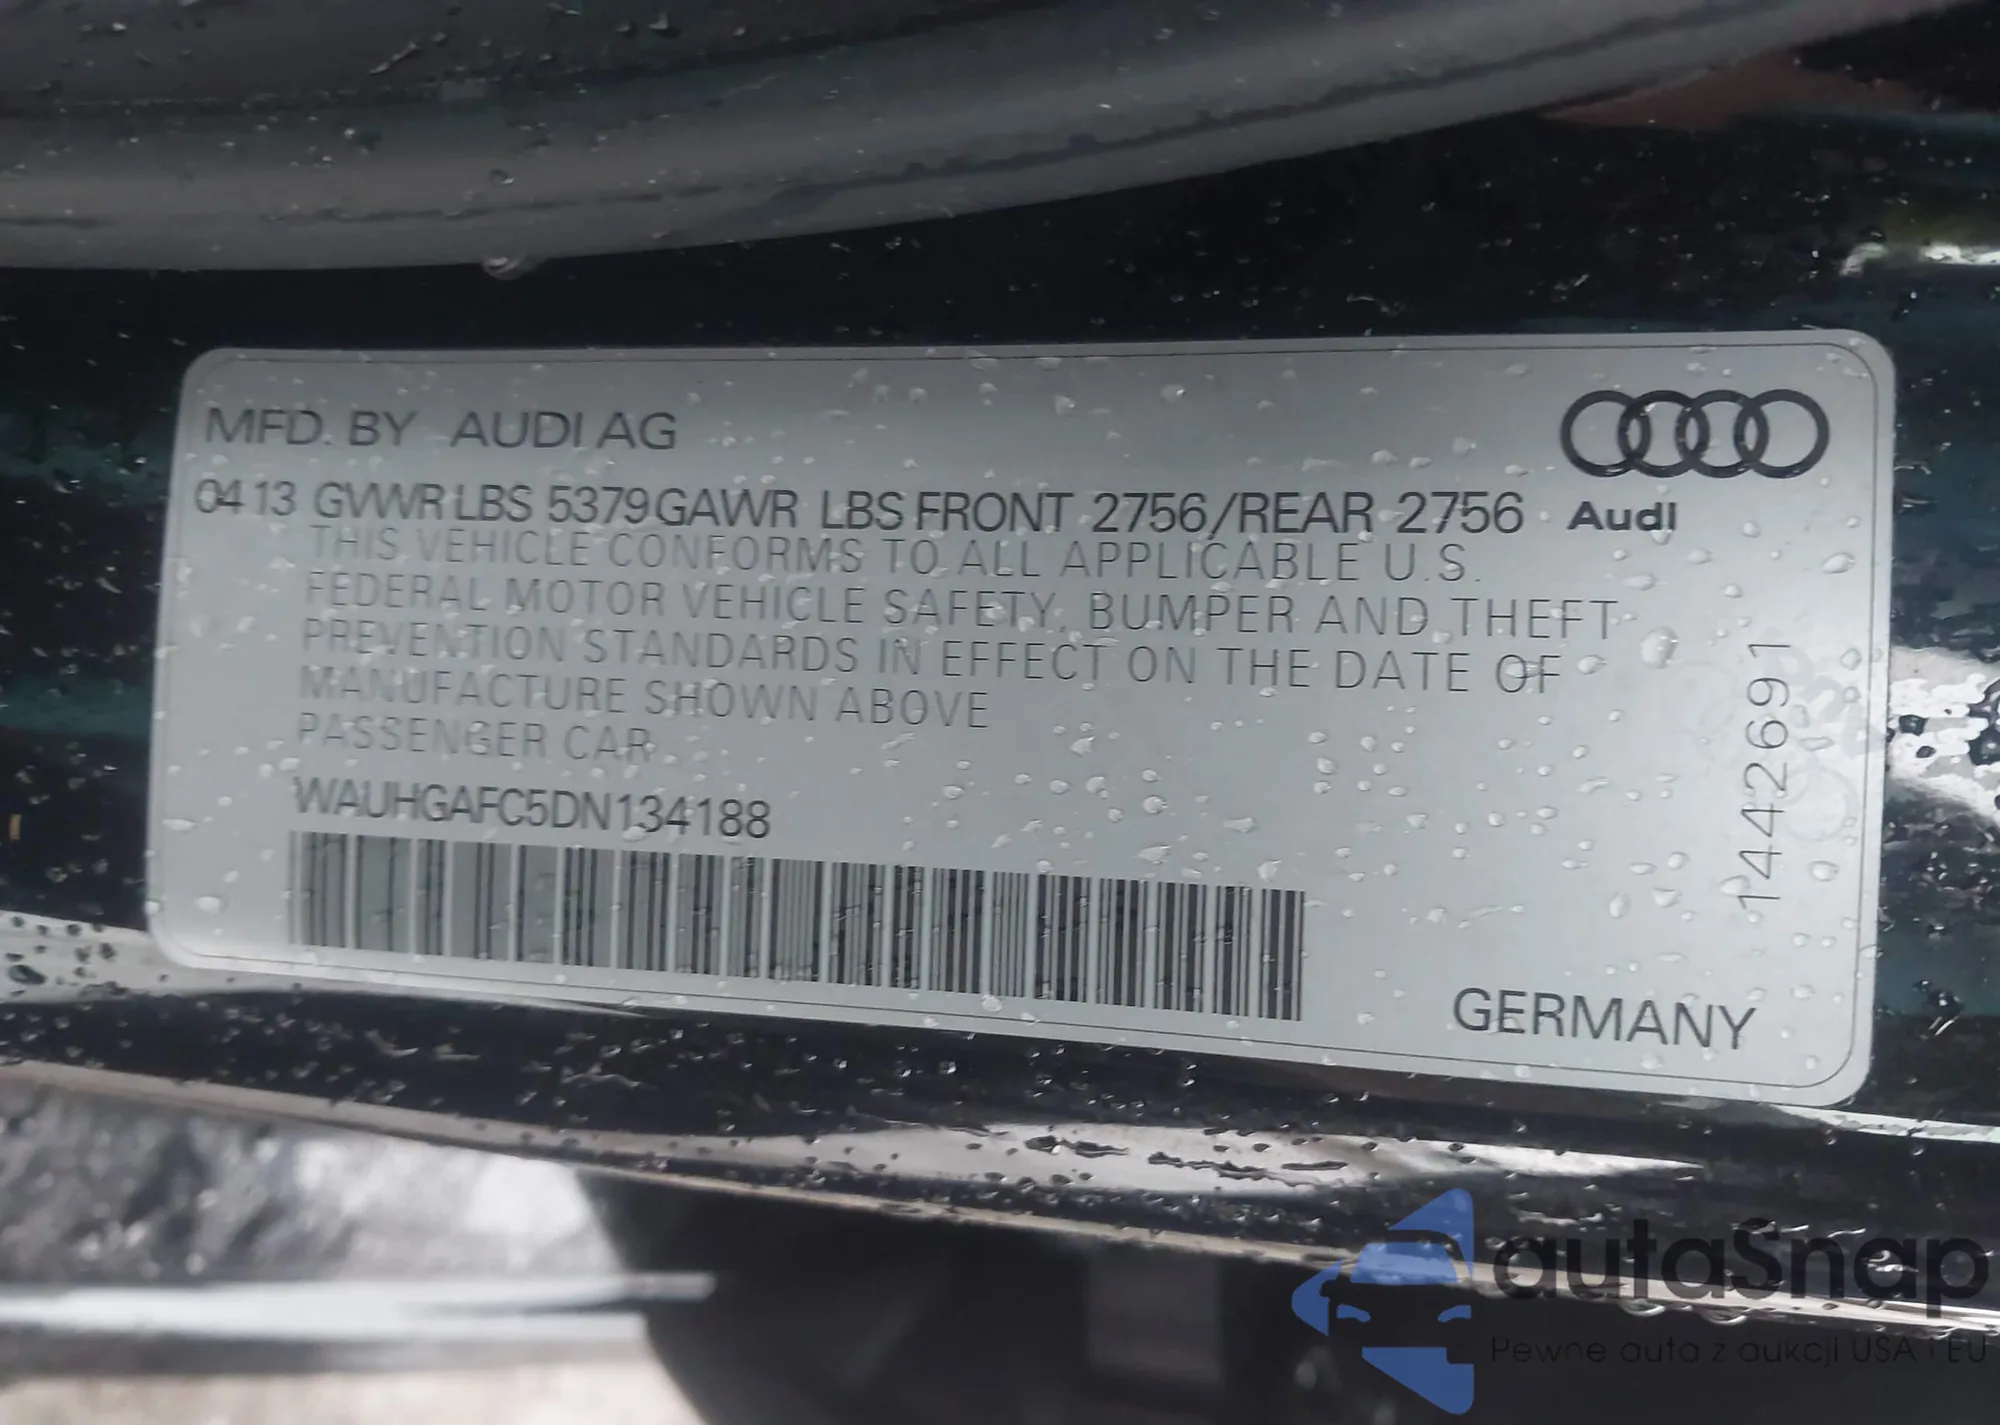 MFD. BY AUDI AG
04 13 GVWR LBS 5379 GAWR LBS FRONT 2756/REAR 2756 Audi
THIS VEHICLE CONFORMS TO ALL APPLICABLE U.S.
FEDERAL MOTOR VEHICLE SAFETY, BUMPER AND THEFT
PREVENTION STANDARDS IN EFFECT ON THE DATE OF
MANUFACTURE SHOWN ABOVE
PASSENGER CAR
WAUHGAFC5DN134188
1442691
GERMANY
autaSnap
Pewne auta z aukcji USA i EU